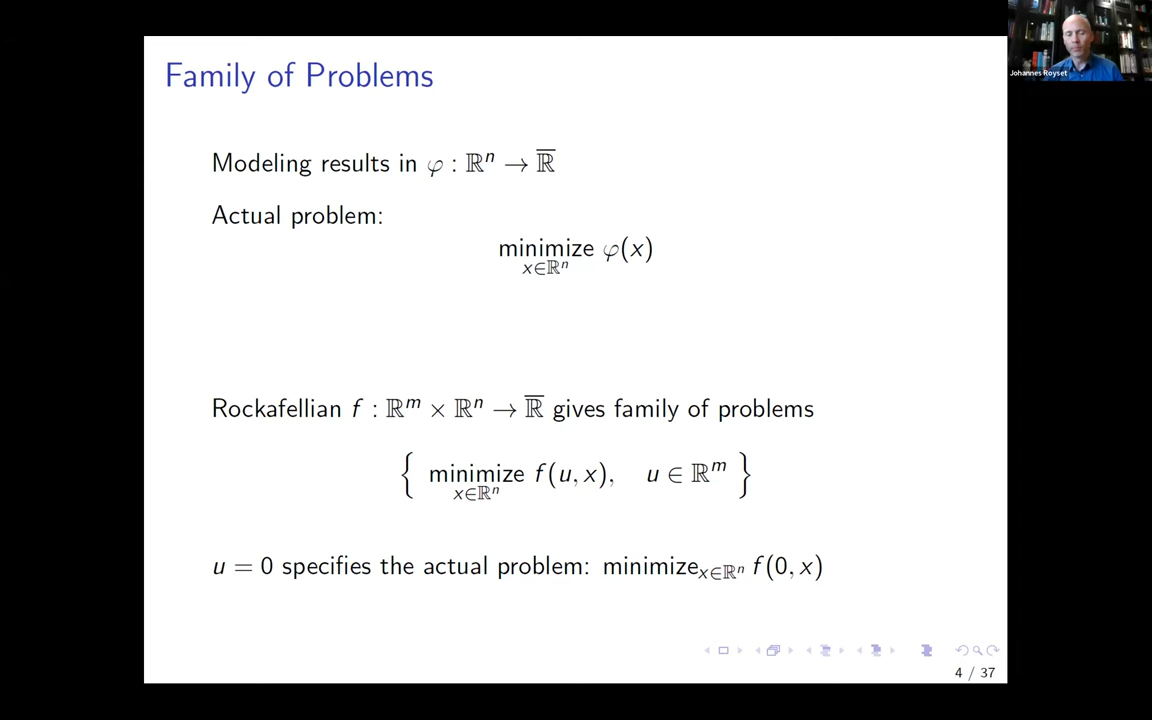 Family of Problems
Johannes Royset
Modeling results in φ : ℝⁿ → ℝ̅
Actual problem:
minimize φ(x)
x∈ℝⁿ
Rockafellian f : ℝᵐ × ℝⁿ → ℝ̅ gives family of problems
{ minimize f(u, x), u ∈ ℝᵐ }
x∈ℝⁿ
u = 0 specifies the actual problem: minimizeₓ∈ℝⁿ f(0, x)
4 / 37